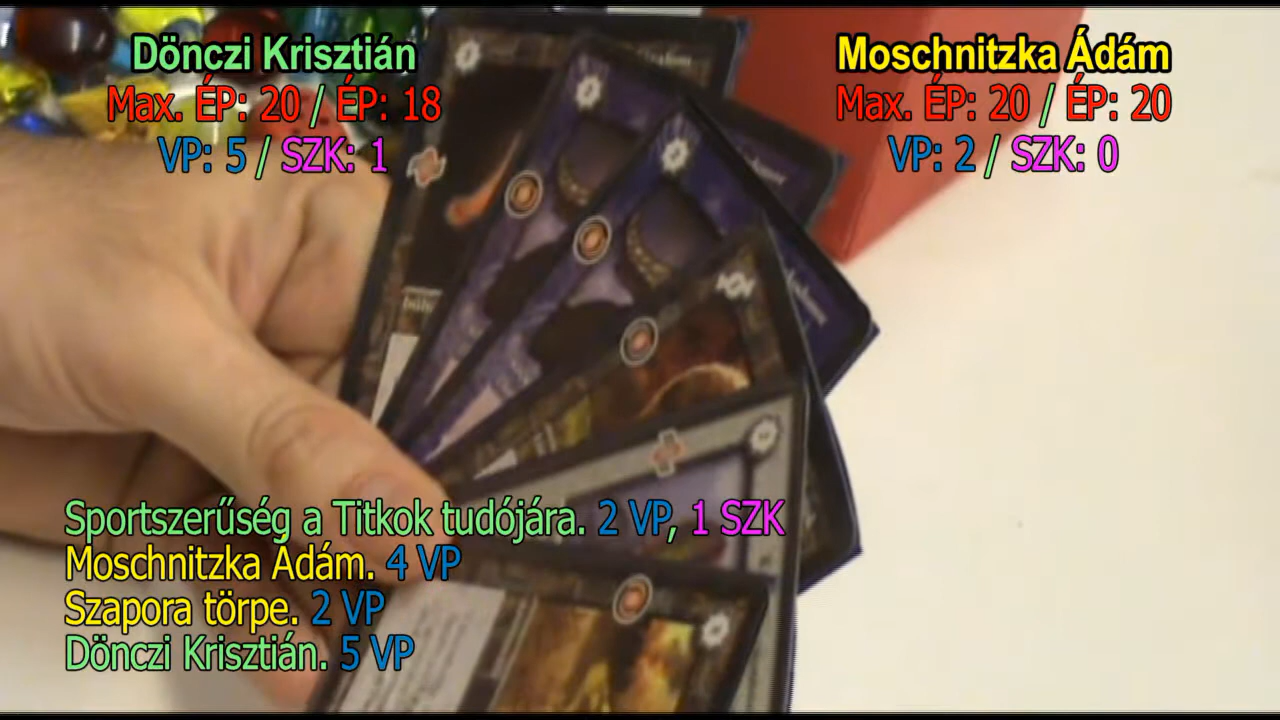 Dönczi Krisztián
Max. ÉP: 20 / ÉP: 18
VP: 5 / SZK: 1
Moschnitzka Ádám
Max. ÉP: 20 / ÉP: 20
VP: 2 / SZK: 0
Sportszerűség a Titkok tudójára. 2 VP, 1 SZK
Moschnitzka Ádám. 4 VP
Szapora törpe. 2 VP
Dönczi Krisztián. 5 VP